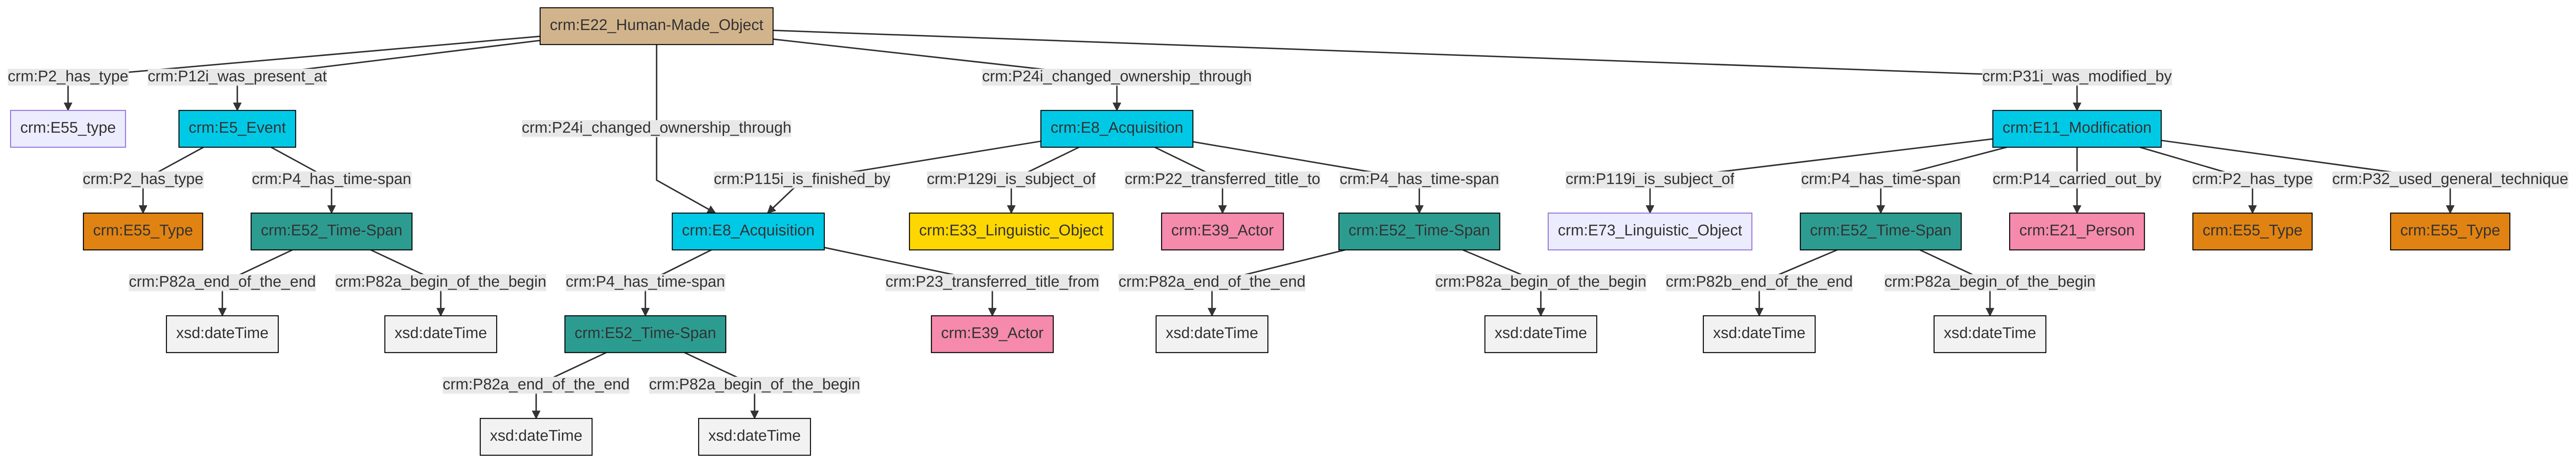 crm:E22_Human-Made_Object
crm:P2_has_type
crm:P12i_was_present_at
crm:P24i_changed_ownership_through
crm:P31i_was_modified_by
crm:E55_type
crm:E5_Event
crm:P24i_changed_ownership_through
crm:E8_Acquisition
crm:E11_Modification
crm:P2_has_type
crm:P4_has_time-span
crm:P115i_is_finished_by
crm:P129i_is_subject_of
crm:P22_transferred_title_to
crm:P4_has_time-span
crm:P119i_is_subject_of
crm:P4_has_time-span
crm:P14_carried_out_by
crm:P2_has_type
crm:P32_used_general_technique
crm:E55_Type
crm:E52_Time-Span
crm:E8_Acquisition
crm:E33_Linguistic_Object
crm:E39_Actor
crm:E52_Time-Span
crm:E73_Linguistic_Object
crm:E52_Time-Span
crm:E21_Person
crm:E55_Type
crm:E55_Type
crm:P82a_end_of_the_end
crm:P82a_begin_of_the_begin
crm:P4_has_time-span
crm:P23_transferred_title_from
crm:P82a_end_of_the_end
crm:P82a_begin_of_the_begin
crm:P82b_end_of_the_end
crm:P82a_begin_of_the_begin
xsd:dateTime
xsd:dateTime
crm:E52_Time-Span
crm:E39_Actor
xsd:dateTime
xsd:dateTime
xsd:dateTime
xsd:dateTime
crm:P82a_end_of_the_end
crm:P82a_begin_of_the_begin
xsd:dateTime
xsd:dateTime